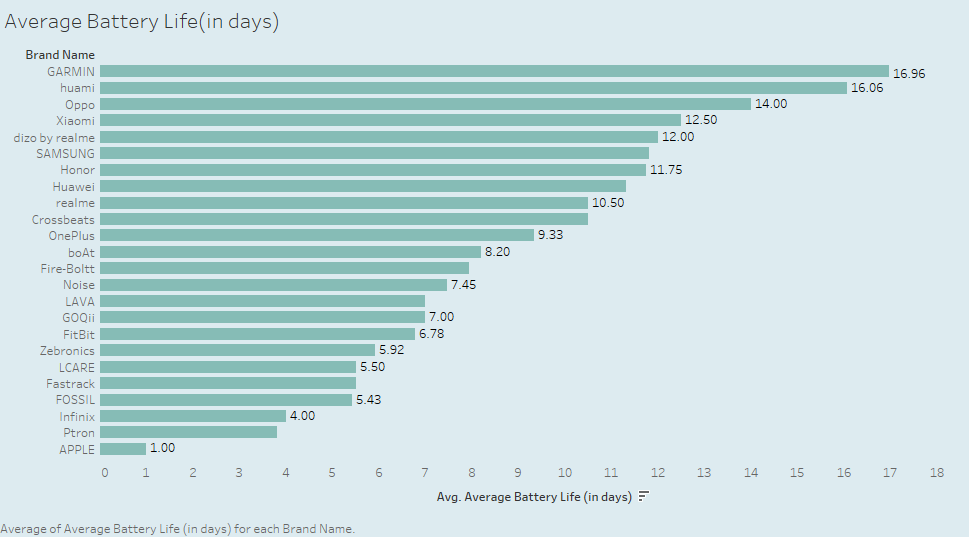 Average Battery Life(in days)
Brand Name
GARMIN 16.96
huami 16.06
Oppo 14.00
Xiaomi 12.50
dizo by realme 12.00
SAMSUNG
Honor 11.75
Huawei
realme 10.50
Crossbeats
OnePlus 9.33
boAt 8.20
Fire-Boltt
Noise 7.45
LAVA
GOQii 7.00
FitBit 6.78
Zebronics 5.92
LCARE 5.50
Fastrack
FOSSIL 5.43
Infinix 4.00
Ptron
APPLE 1.00
0 1 2 3 4 5 6 7 8 9 10 11 12 13 14 15 16 17 18
Avg. Average Battery Life (in days)
Average of Average Battery Life (in days) for each Brand Name.